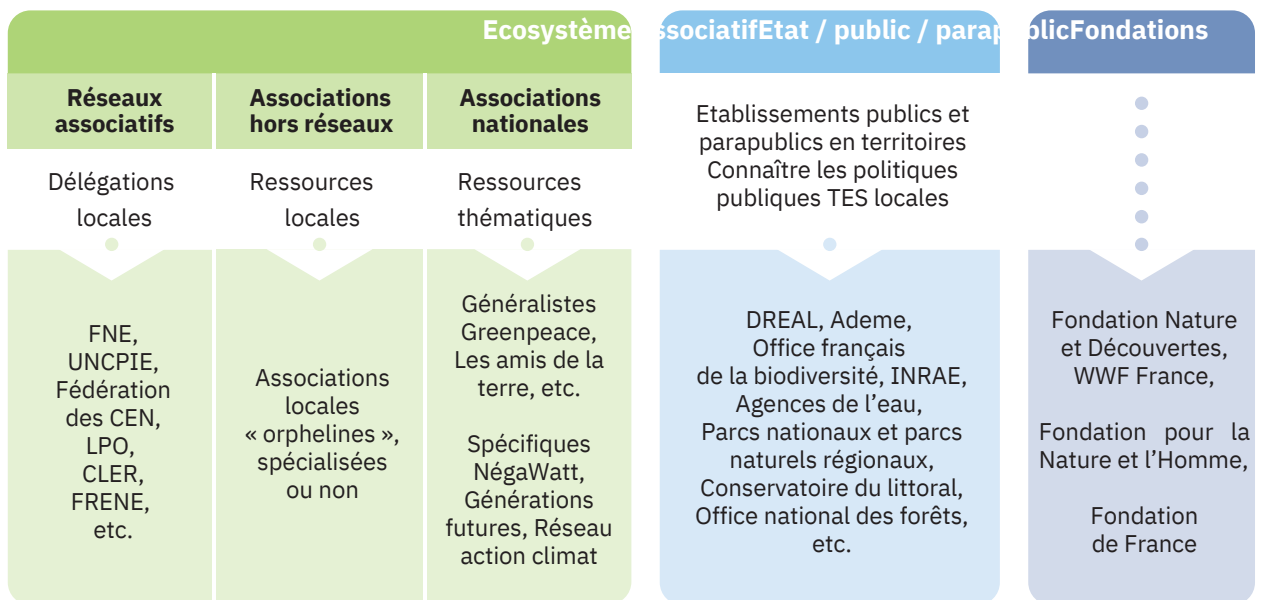 Ecosystème ssociatifEtat / public / parap blicFondations
Réseaux
associatifs
Délégations
locales
FNE,
UNCPIE,
Fédération
des CEN,
LPO,
CLER,
FRENE,
etc.
Associations
hors réseaux
Ressources
locales
Associations
locales
« orphelines »,
spécialisées
ou non
Associations
nationales
Ressources
thématiques
Généralistes
Greenpeace,
Les amis de la
terre, etc.
Spécifiques
NégaWatt,
Générations
futures, Réseau
action climat
Etablissements publics et
parapublics en territoires
Connaître les politiques
publiques TES locales
DREAL, Ademe,
Office français
de la biodiversité, INRAE,
Agences de l’eau,
Parcs nationaux et parcs
naturels régionaux,
Conservatoire du littoral,
Office national des forêts,
etc.
Fondation Nature
et Découvertes,
WWF France,
Fondation pour la
Nature et l’Homme,
Fondation
de France